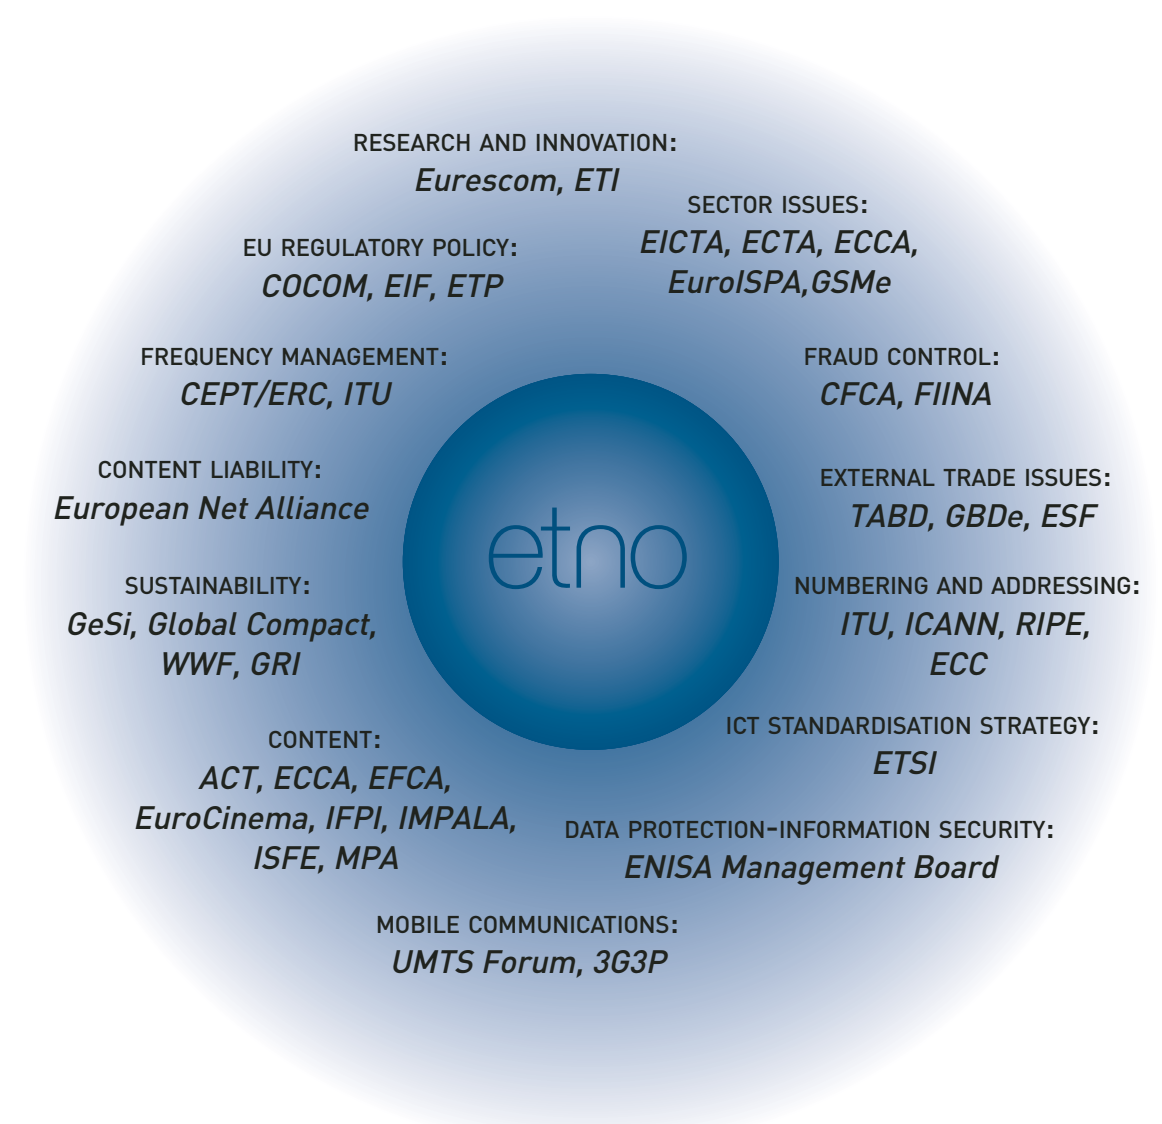 RESEARCH AND INNOVATION:
Eurescom, ETI
SECTOR ISSUES:
EICTA, ECTA, ECCA,
EuroISPA,GSMe
EU REGULATORY POLICY:
COCOM, EIF, ETP
FREQUENCY MANAGEMENT:
CEPT/ERC, ITU
FRAUD CONTROL:
CFCA, FIINA
CONTENT LIABILITY:
European Net Alliance
EXTERNAL TRADE ISSUES:
TABD, GBDe, ESF
etno
SUSTAINABILITY:
GeSi, Global Compact,
WWF, GRI
NUMBERING AND ADDRESSING:
ITU, ICANN, RIPE,
ECC
ICT STANDARDISATION STRATEGY:
ETSI
CONTENT:
ACT, ECCA, EFCA,
EuroCinema, IFPI, IMPALA,
ISFE, MPA
DATA PROTECTION-INFORMATION SECURITY:
ENISA Management Board
MOBILE COMMUNICATIONS:
UMTS Forum, 3G3P